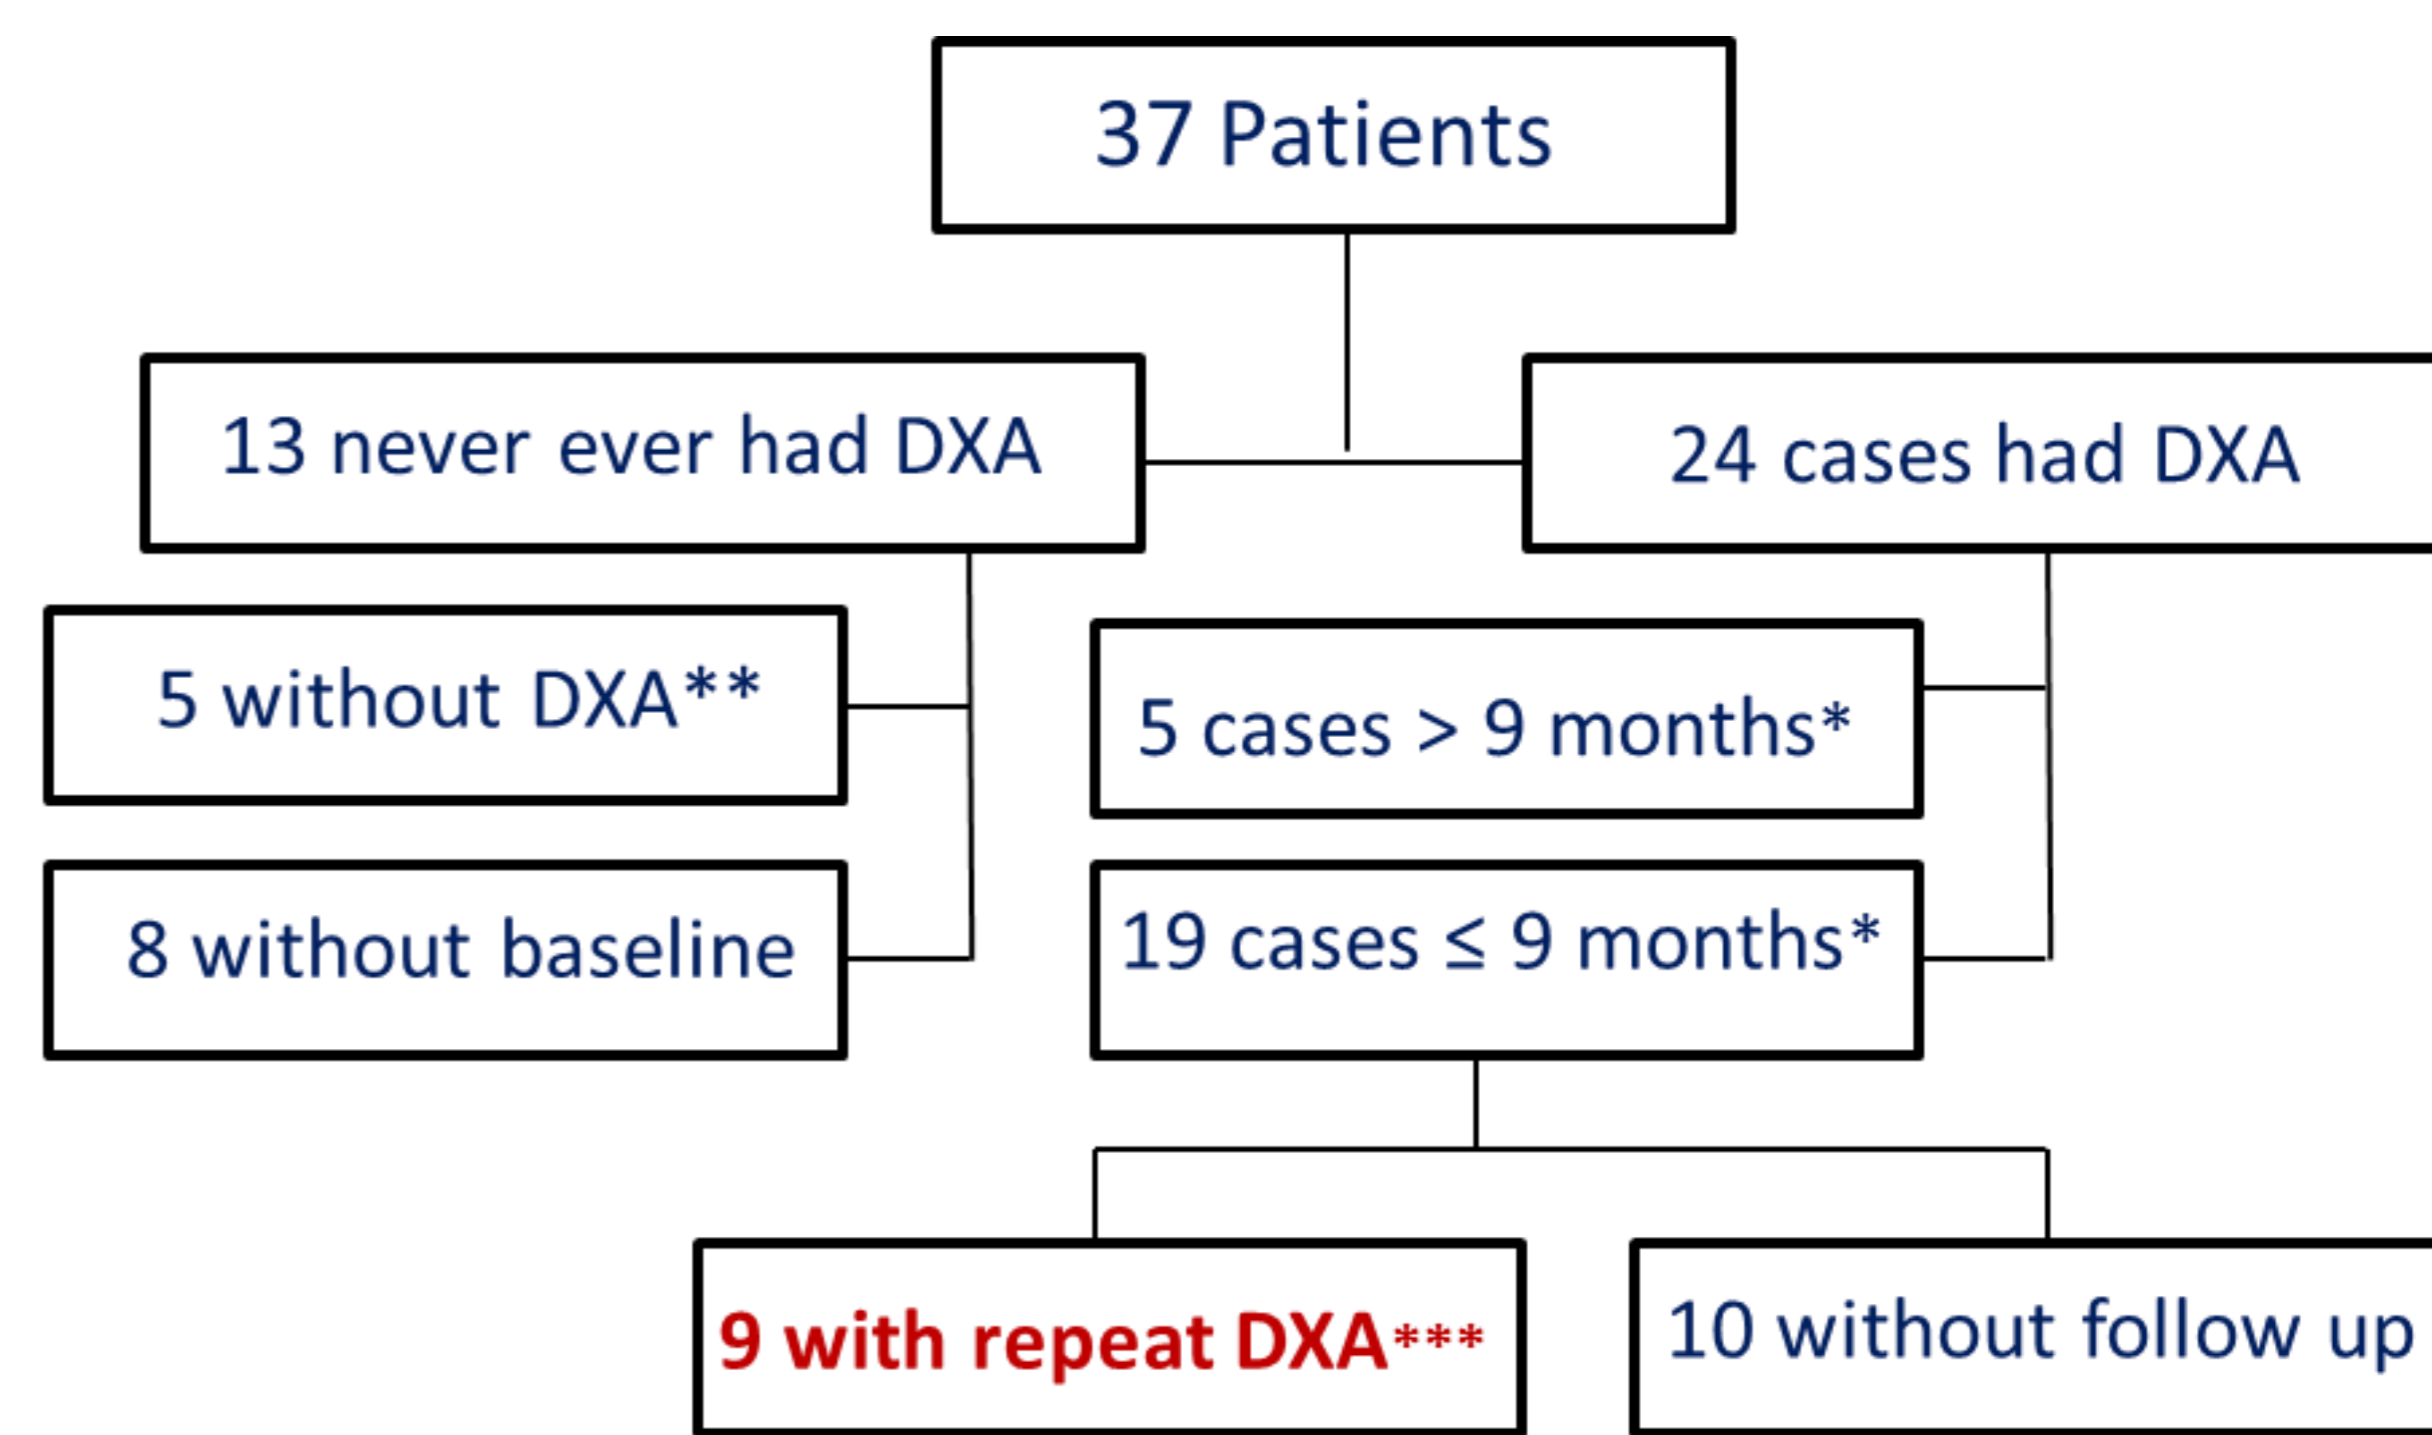 37 Patients
13 never ever had DXA
24 cases had DXA
5 without DXA**
5 cases > 9 months*
8 without baseline
19 cases ≤ 9 months*
9 with repeat DXA***
10 without follow up